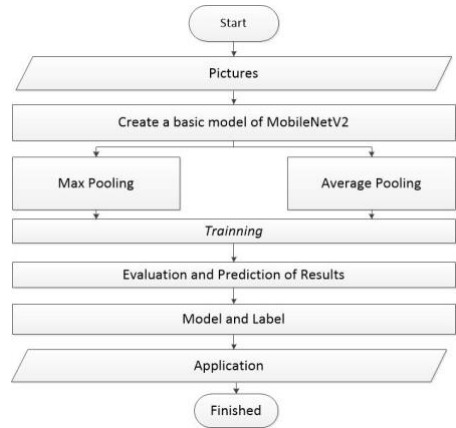 Start
Pictures
Create a basic model of MobileNetV2
Max Pooling
Average Pooling
Trainning
Evaluation and Prediction of Results
Model and Label
Application
Finished